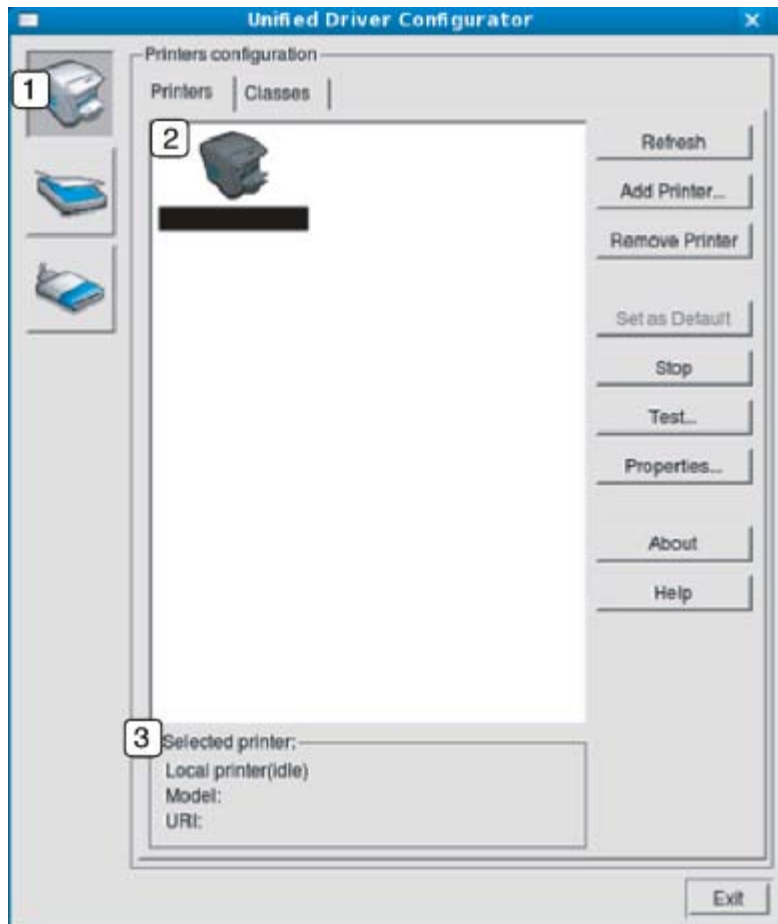 Unified Driver Configurator
1
Printers configuration
Printers
Classes
2
Refresh
Add Printer...
Remove Printer
Set as Default
Stop
Test...
Properties...
About
Help
3
Selected printer:
Local printer(idle)
Model:
URI:
Exit